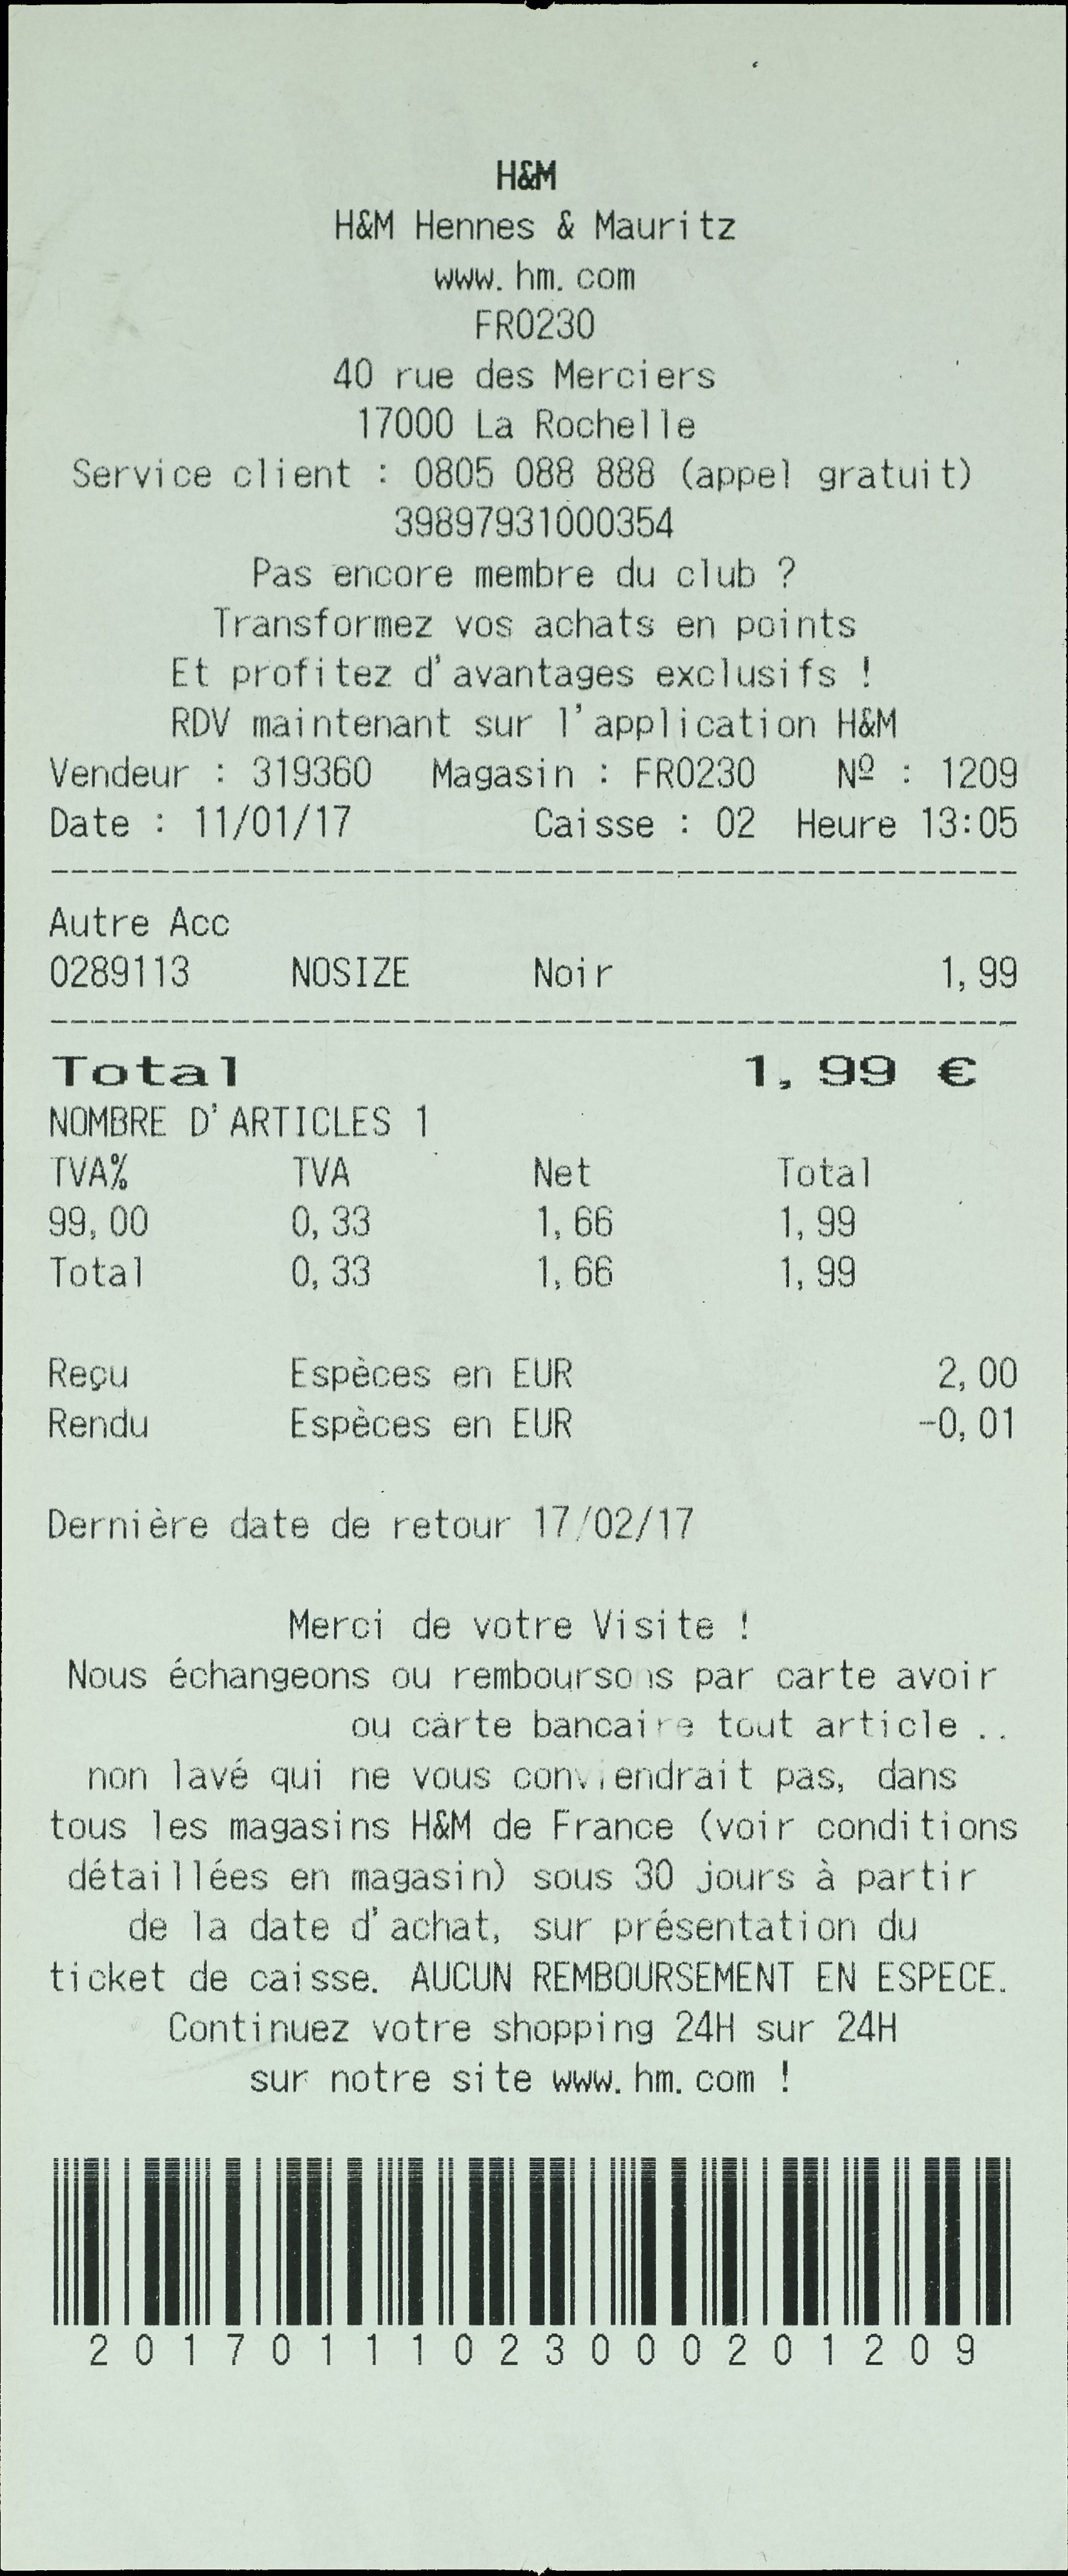 H&M
H&M Hennes & Mauritz
www.hm.com
FR0230
40 rue des Merciers
17000 La Rochelle
Service client : 0805 088 888 (appel gratuit)
39897931000354
Pas encore membre du club ?
Transformez vos achats en points
Et profitez d'avantages exclusifs !
RDV maintenant sur l'application H&M
Vendeur : 319360 Magasin : FR0230 Nº : 1209
Date : 11/01/17 Caisse : 02 Heure 13:05
Autre Acc
0289113 NOSIZE Noir 1,99
Total 1,99 €
NOMBRE D'ARTICLES 1
TVA% TVA Net Total
99,00 0,33 1,66 1,99
Total 0,33 1,66 1,99
Reçu Espèces en EUR 2,00
Rendu Espèces en EUR -0,01
Dernière date de retour 17/02/17
Merci de votre Visite !
Nous échangeons ou remboursons par carte avoir
ou carte bancaire tout article ..
non lavé qui ne vous conviendrait pas, dans
tous les magasins H&M de France (voir conditions
détaillées en magasin) sous 30 jours à partir
de la date d'achat, sur présentation du
ticket de caisse. AUCUN REMBOURSEMENT EN ESPECE.
Continuez votre shopping 24H sur 24H
sur notre site www.hm.com !
20170111023000201209